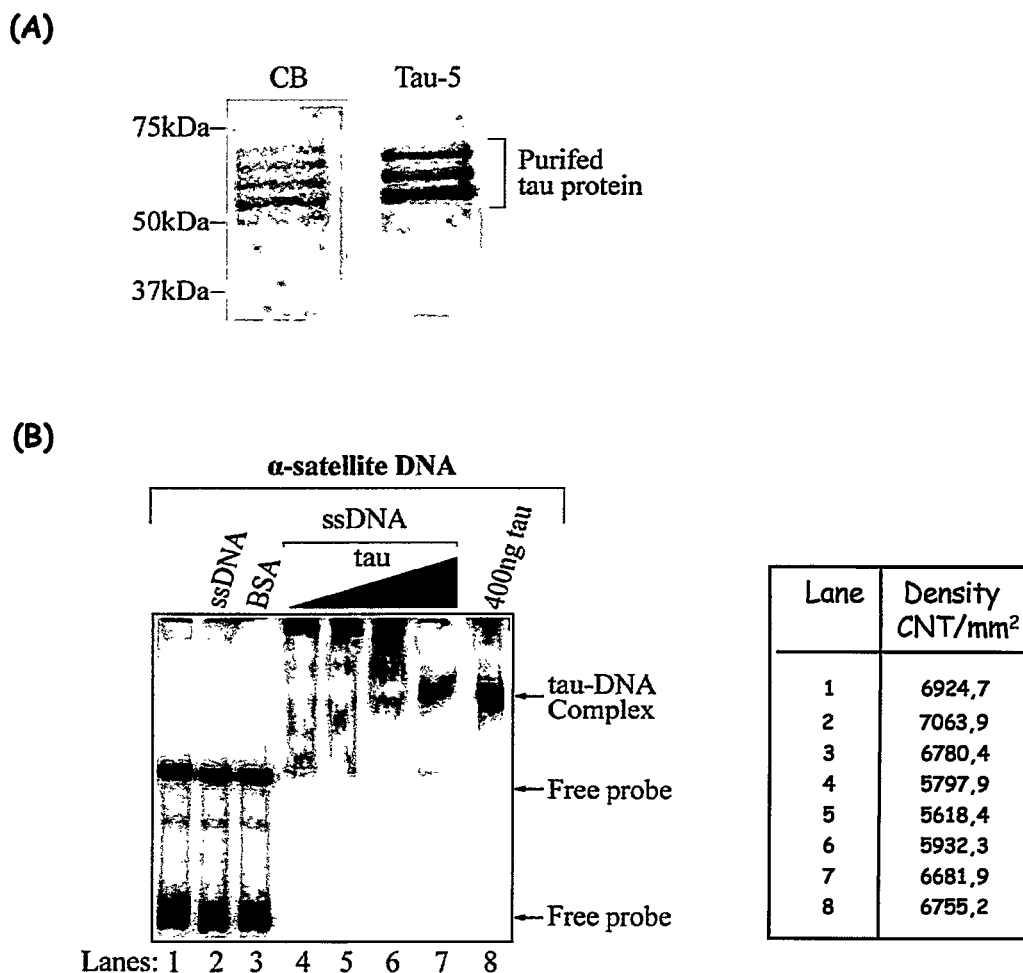 (A)
CB Tau-5
75kDa
Purifed
tau protein
50kDa
37kDa
(B)
α-satellite DNA
ssDNA
tau
ssDNA
BSA
400ng tau
tau-DNA
Complex
Free probe
Free probe
Lanes: 1 2 3 4 5 6 7 8
Lane Density
CNT/mm²
1 6924,7
2 7063,9
3 6780,4
4 5797,9
5 5618,4
6 5932,3
7 6681,9
8 6755,2